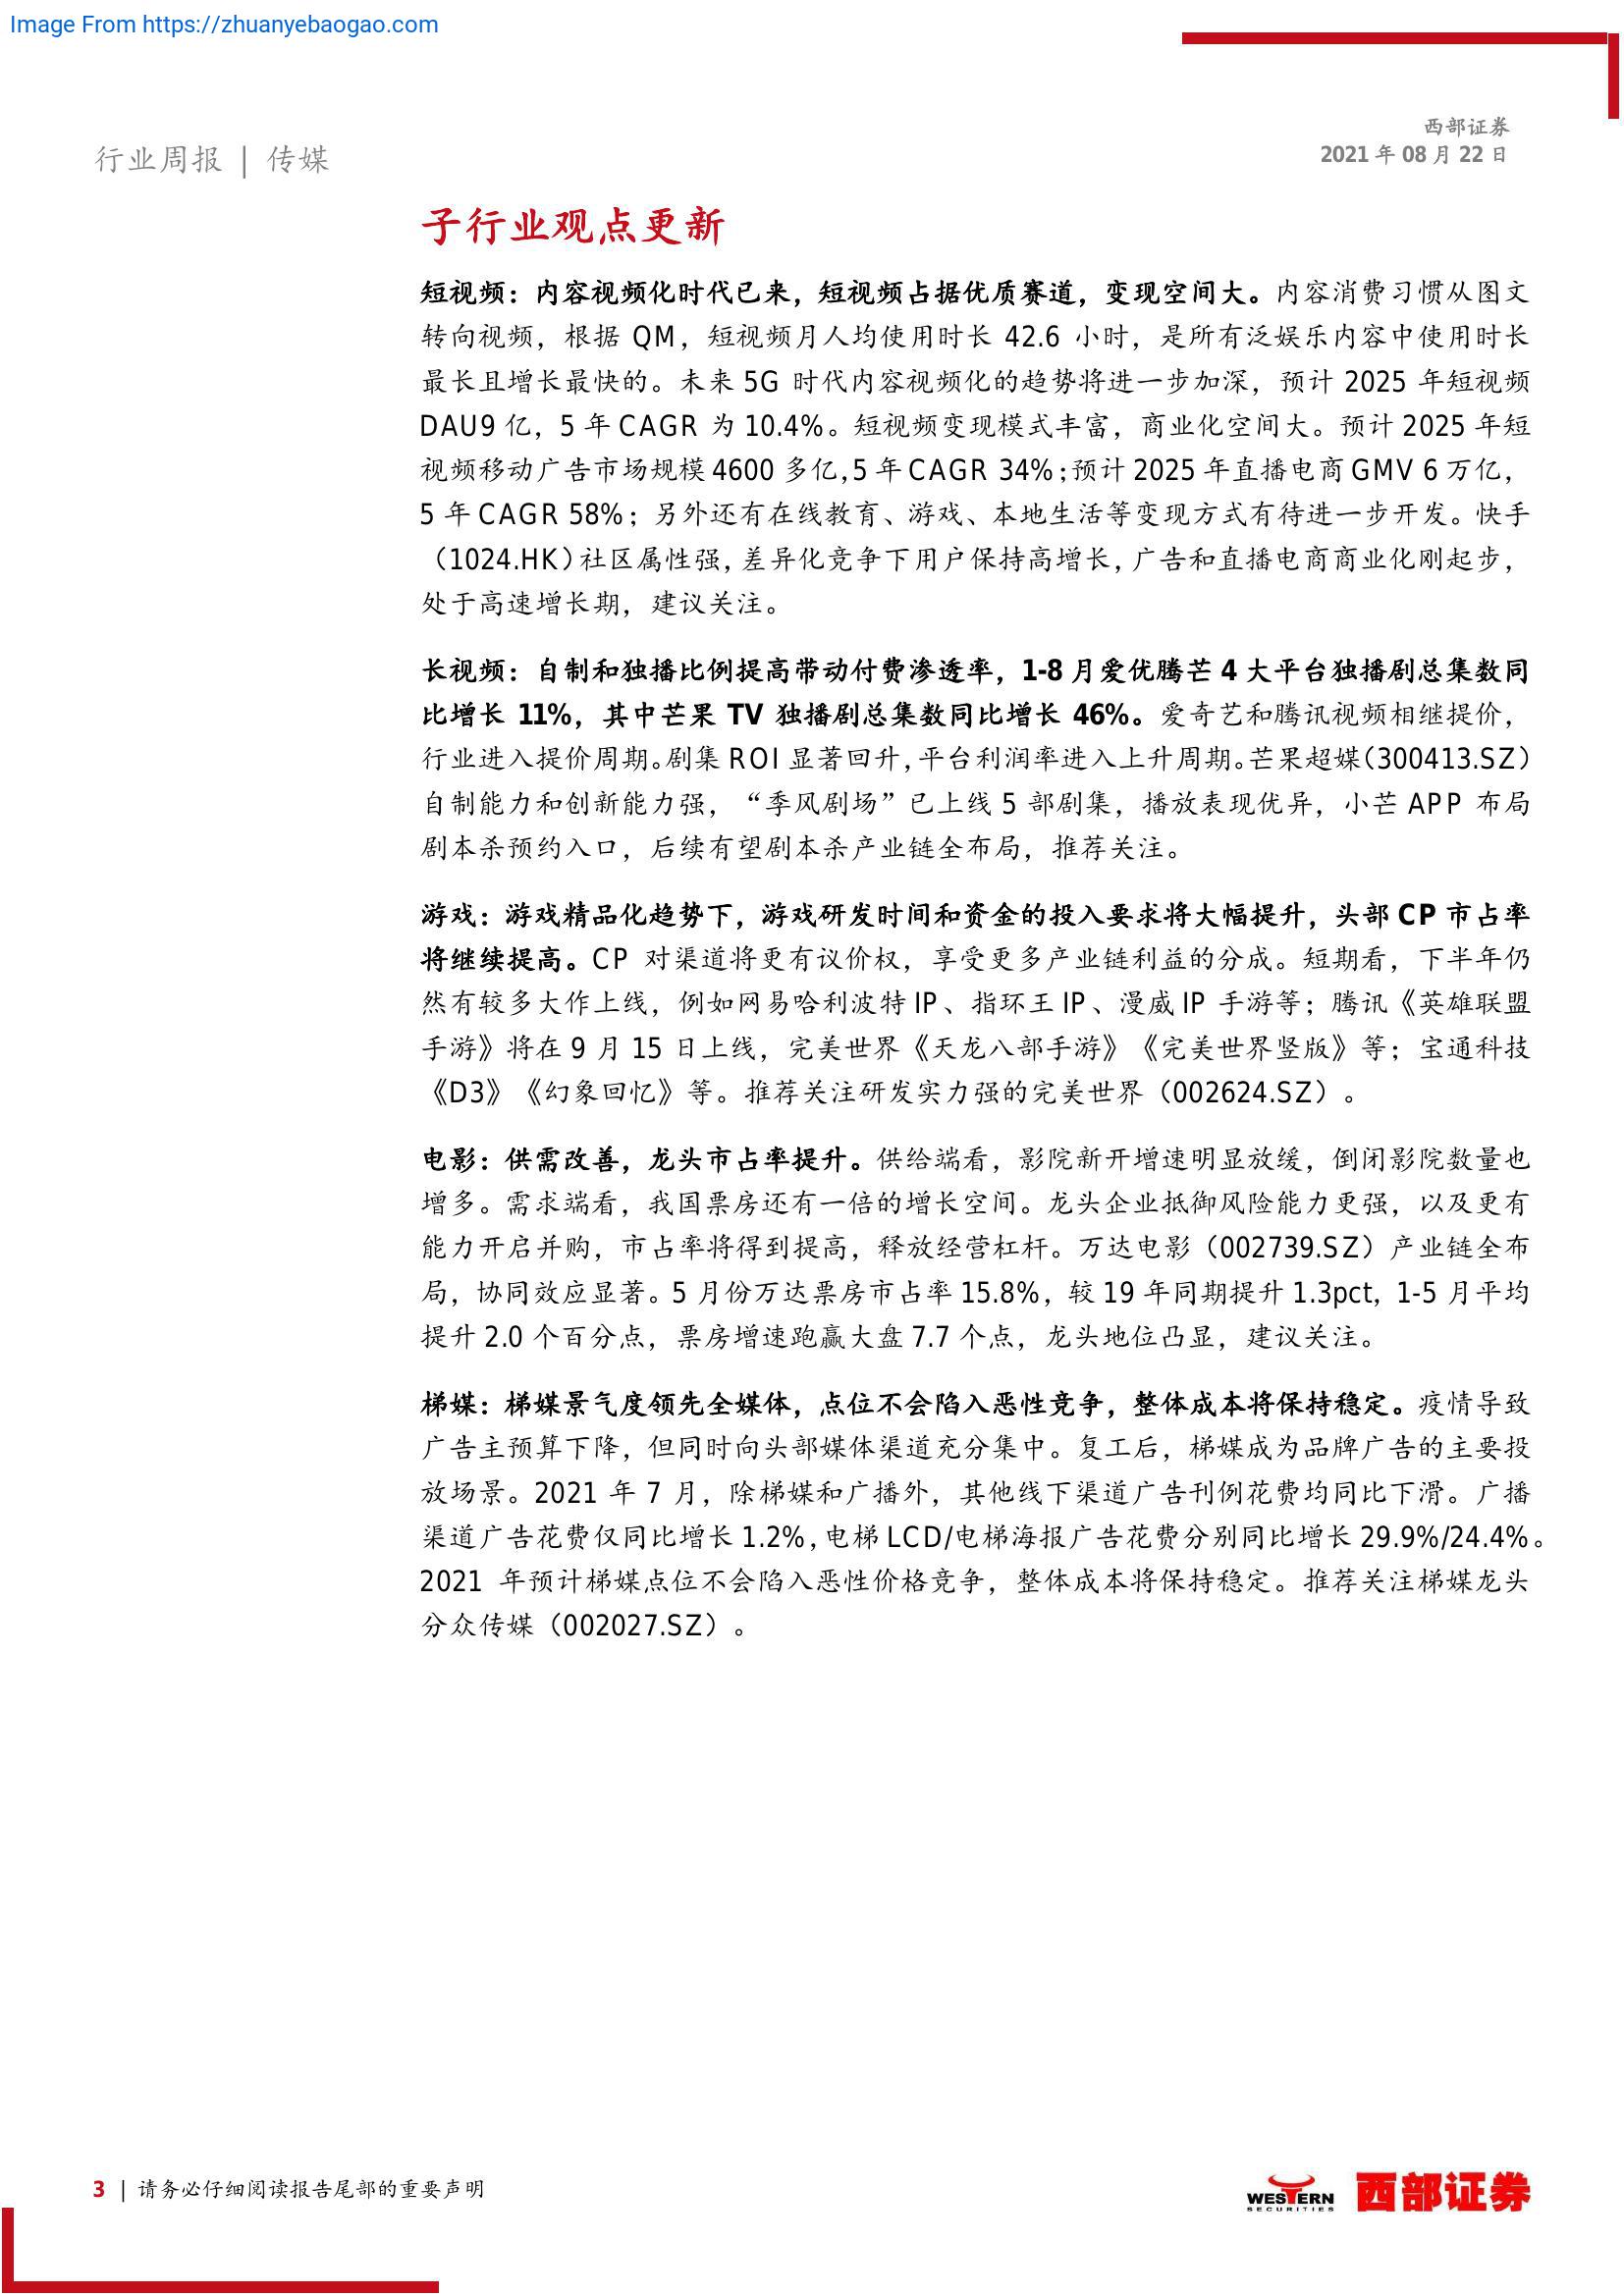 Image From https://zhuanyebaogao.com
西部证券
2021 年 08 月 22 日
行业周报 | 传媒
子行业观点更新
短视频：内容视频化时代已来，短视频占据优质赛道，变现空间大。内容消费习惯从图文
转向视频，根据 QM，短视频月人均使用时长 42.6 小时，是所有泛娱乐内容中使用时长
最长且增长最快的。未来 5G 时代内容视频化的趋势将进一步加深，预计 2025 年短视频
DAU9 亿，5 年 CAGR 为 10.4%。短视频变现模式丰富，商业化空间大。预计 2025 年短
视频移动广告市场规模 4600 多亿，5 年 CAGR 34%；预计 2025 年直播电商 GMV 6 万亿，
5 年 CAGR 58%；另外还有在线教育、游戏、本地生活等变现方式有待进一步开发。快手
（1024.HK）社区属性强，差异化竞争下用户保持高增长，广告和直播电商商业化刚起步，
处于高速增长期，建议关注。
长视频：自制和独播比例提高带动付费渗透率，1-8 月爱优腾芒 4 大平台独播剧总集数同
比增长 11%，其中芒果 TV 独播剧总集数同比增长 46%。爱奇艺和腾讯视频相继提价，
行业进入提价周期。剧集 ROI 显著回升，平台利润率进入上升周期。芒果超媒（300413.SZ）
自制能力和创新能力强，“季风剧场”已上线 5 部剧集，播放表现优异，小芒 APP 布局
剧本杀预约入口，后续有望剧本杀产业链全布局，推荐关注。
游戏：游戏精品化趋势下，游戏研发时间和资金的投入要求将大幅提升，头部 CP 市占率
将继续提高。CP 对渠道将更有议价权，享受更多产业链利益的分成。短期看，下半年仍
然有较多大作上线，例如网易哈利波特 IP、指环王 IP、漫威 IP 手游等；腾讯《英雄联盟
手游》将在 9 月 15 日上线，完美世界《天龙八部手游》《完美世界竖版》等；宝通科技
《D3》《幻象回忆》等。推荐关注研发实力强的完美世界（002624.SZ）。
电影：供需改善，龙头市占率提升。供给端看，影院新开增速明显放缓，倒闭影院数量也
增多。需求端看，我国票房还有一倍的增长空间。龙头企业抵御风险能力更强，以及更有
能力开启并购，市占率将得到提高，释放经营杠杆。万达电影（002739.SZ）产业链全布
局，协同效应显著。5 月份万达票房市占率 15.8%，较 19 年同期提升 1.3pct，1-5 月平均
提升 2.0 个百分点，票房增速跑赢大盘 7.7 个点，龙头地位凸显，建议关注。
梯媒：梯媒景气度领先全媒体，点位不会陷入恶性竞争，整体成本将保持稳定。疫情导致
广告主预算下降，但同时向头部媒体渠道充分集中。复工后，梯媒成为品牌广告的主要投
放场景。2021 年 7 月，除梯媒和广播外，其他线下渠道广告刊例花费均同比下滑。广播
渠道广告花费仅同比增长 1.2%，电梯 LCD/电梯海报广告花费分别同比增长 29.9%/24.4%。
2021 年预计梯媒点位不会陷入恶性价格竞争，整体成本将保持稳定。推荐关注梯媒龙头
分众传媒（002027.SZ）。
3 | 请务必仔细阅读报告尾部的重要声明
WESTERN
SECURITIES
西部证券